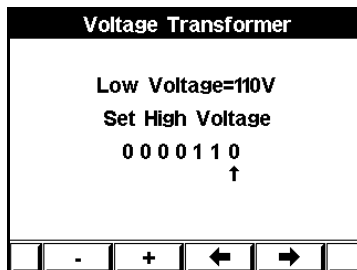 Voltage Transformer
Low Voltage=110V
Set High Voltage
0000110
↑
- + ← →